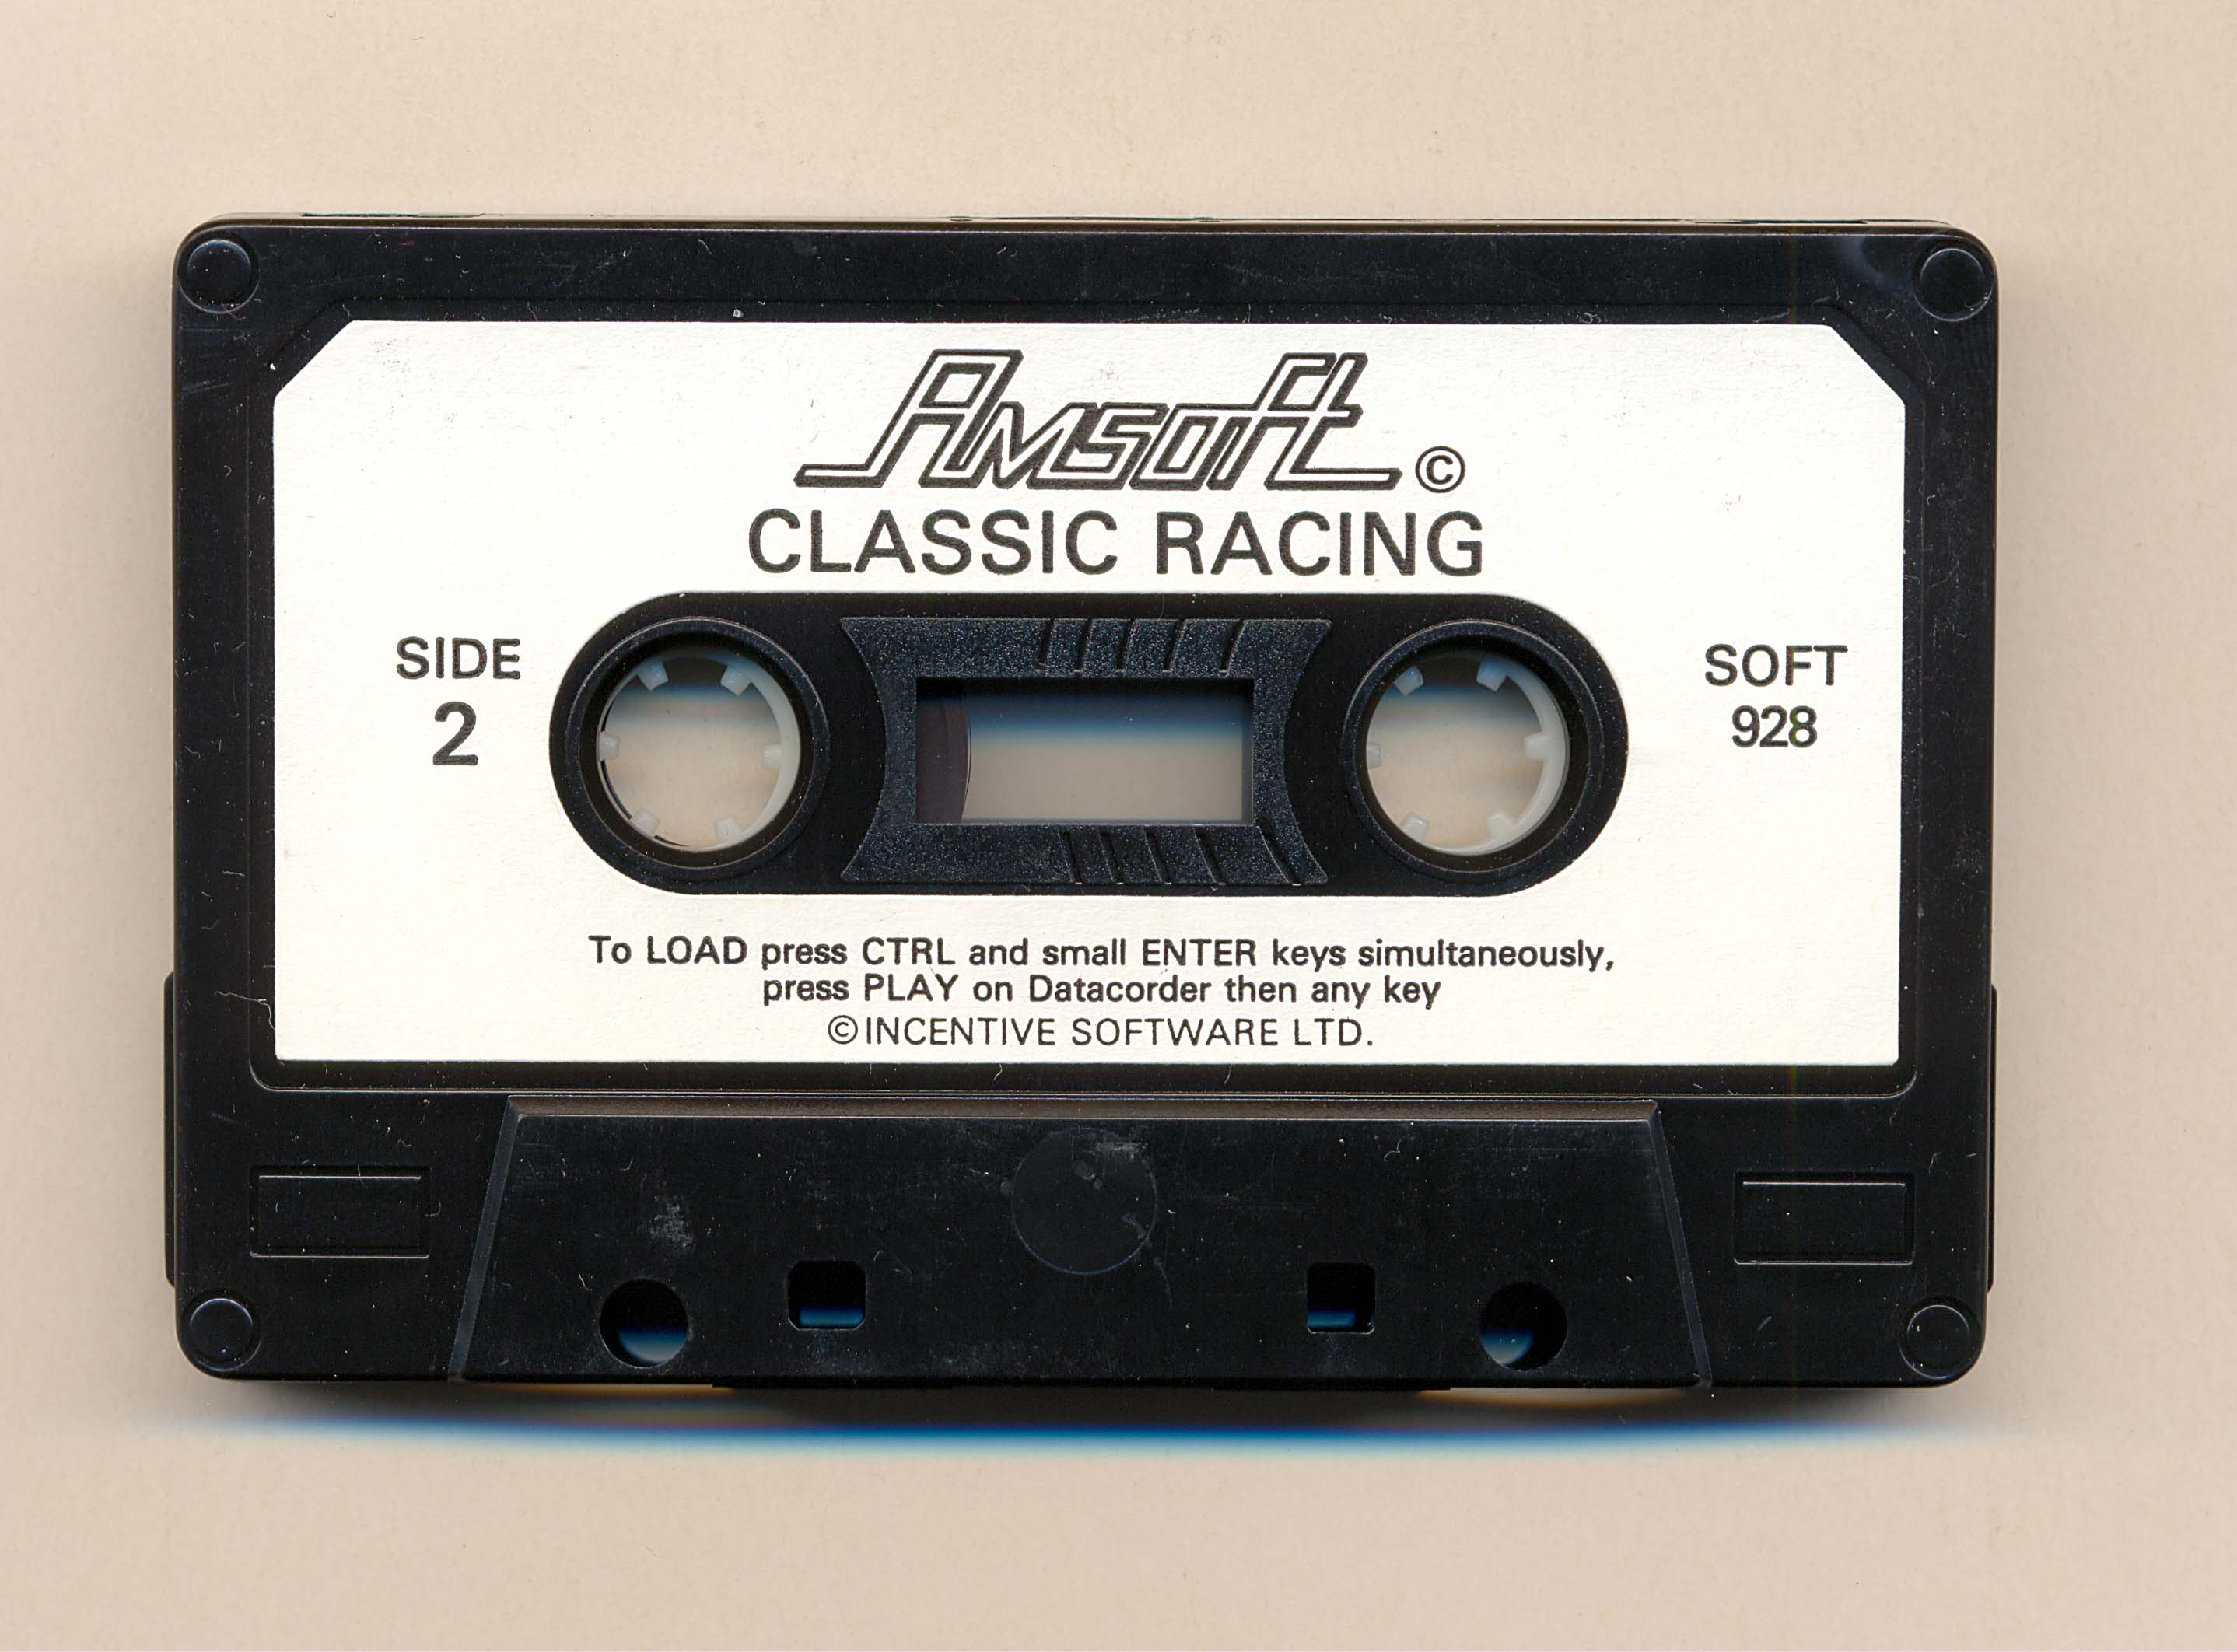 Amsoft ©
CLASSIC RACING
SIDE
2
SOFT
928
To LOAD press CTRL and small ENTER keys simultaneously,
press PLAY on Datacorder then any key
© INCENTIVE SOFTWARE LTD.